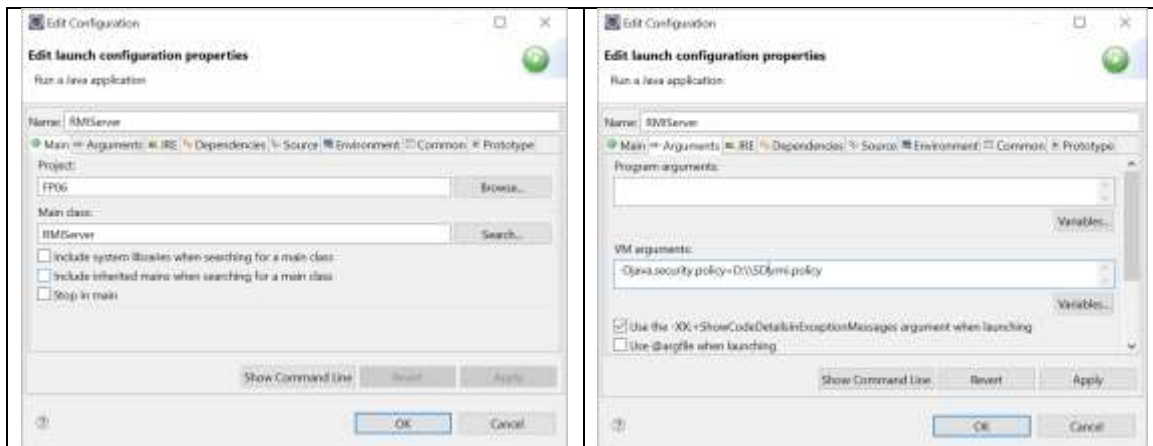 Edit Configuration
Edit launch configuration properties
Run a Java application
Name: RMIServer
Main Arguments JRE Dependencies Source Environment Common Prototype
Project:
FP06
Browse...
Main class:
RMIServer
Search...
Include system libraries when searching for a main class
Include inherited mains when searching for a main class
Stop in main
Show Command Line Revert Apply
OK Cancel
Edit Configuration
Edit launch configuration properties
Run a Java application
Name: RMIServer
Main Arguments JRE Dependencies Source Environment Common Prototype
Program arguments:
Variables...
VM arguments:
Variables...
Use the -XX:+ShowCodeDetailsInExceptionMessages argument when launching
Use @argfile when launching
Show Command Line Revert Apply
OK Cancel